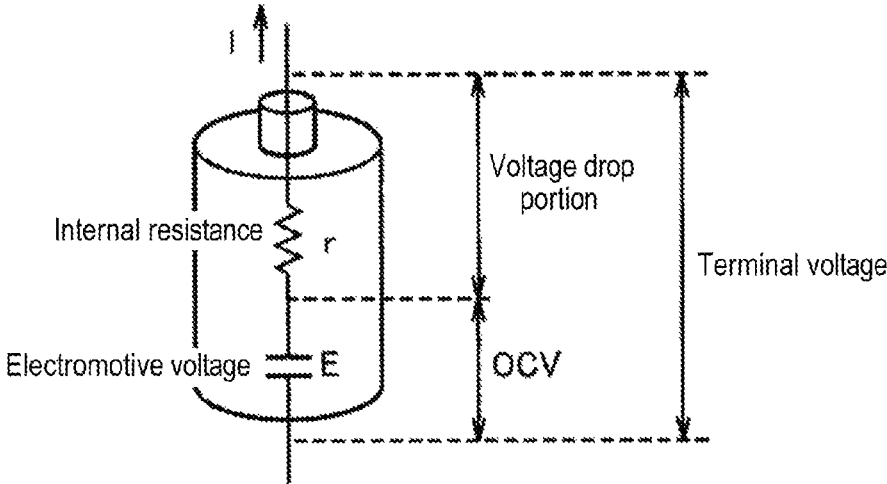 I
Voltage drop
portion
Internal resistance
r
Terminal voltage
Electromotive voltage
E
OCV